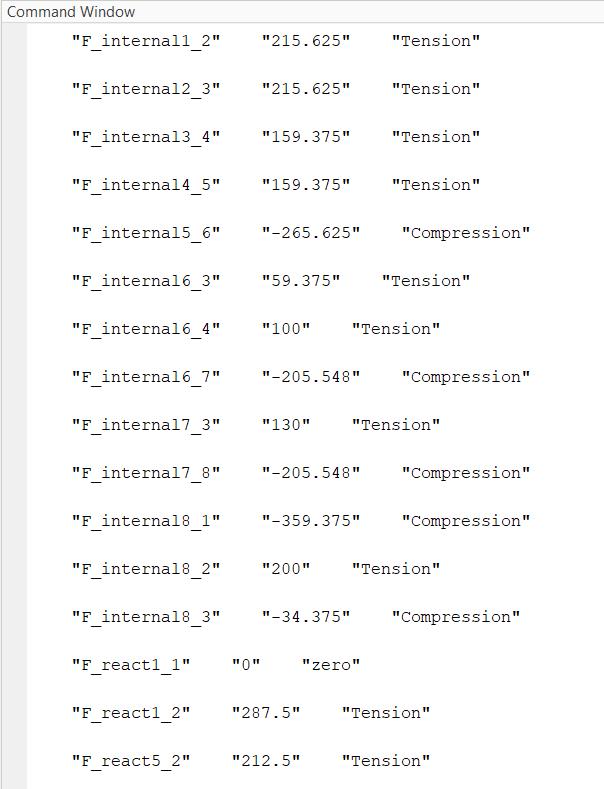 Command Window
"F_internal1_2" "215.625" "Tension"
"F_internal2_3" "215.625" "Tension"
"F_internal3_4" "159.375" "Tension"
"F_internal4_5" "159.375" "Tension"
"F_internal5_6" "-265.625" "Compression"
"F_internal6_3" "59.375" "Tension"
"F_internal6_4" "100" "Tension"
"F_internal6_7" "-205.548" "Compression"
"F_internal7_3" "130" "Tension"
"F_internal7_8" "-205.548" "Compression"
"F_internal8_1" "-359.375" "Compression"
"F_internal8_2" "200" "Tension"
"F_internal8_3" "-34.375" "Compression"
"F_react1_1" "0" "zero"
"F_react1_2" "287.5" "Tension"
"F_react5_2" "212.5" "Tension"